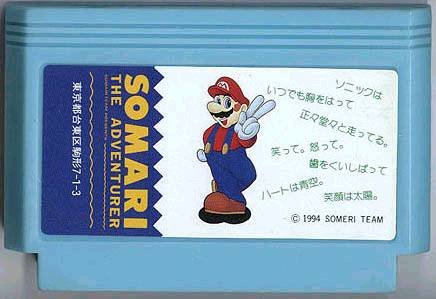 SOMARI
THE ADVENTURER
SOMARI TEAM PRESENTS
東京都台東区駒形7-1-3
ソニックは
いつでも胸をはって
正々堂々と走ってる。
笑って。怒って。
歯をくいしばって
ハートは青空。
笑顔は太陽。
© 1994 SOMERI TEAM